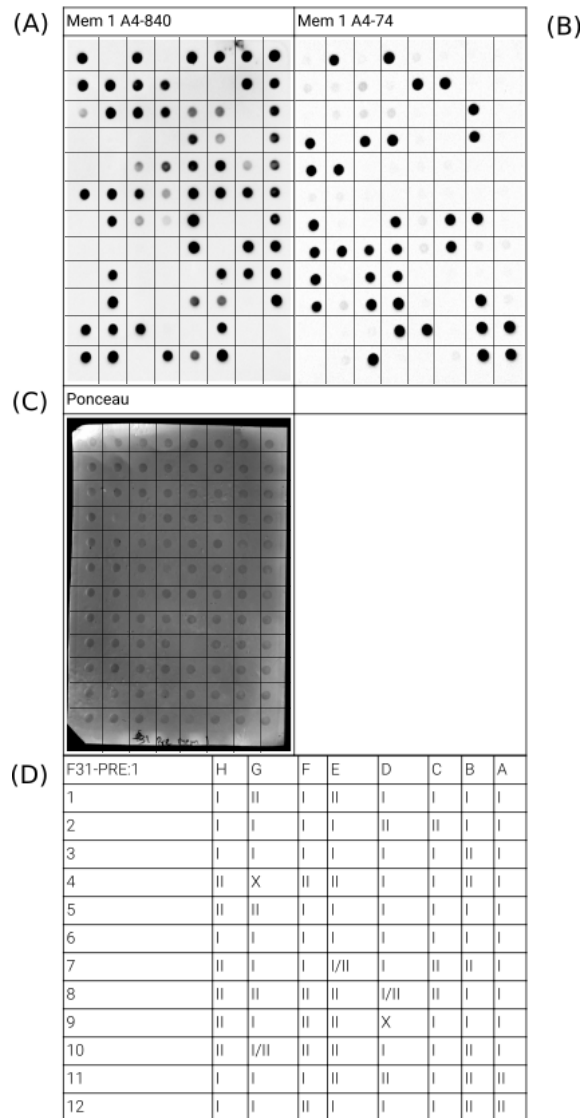 (A) Mem 1 A4-840 Mem 1 A4-74 (B)
(C) Ponceau
(D) F31-PRE:1 H G F E D C B A
1 I II I II I I I I
2 I I I I II II I I
3 I I I I I I II I
4 II X II II I I II I
5 II II I I I I I I
6 I I I I I I I I
7 II I I I/II I II II I
8 II II II II I/II II I I
9 II I II II X I I I
10 II I/II II II I I II I
11 I I I II II I II II
12 I I II I I I II II